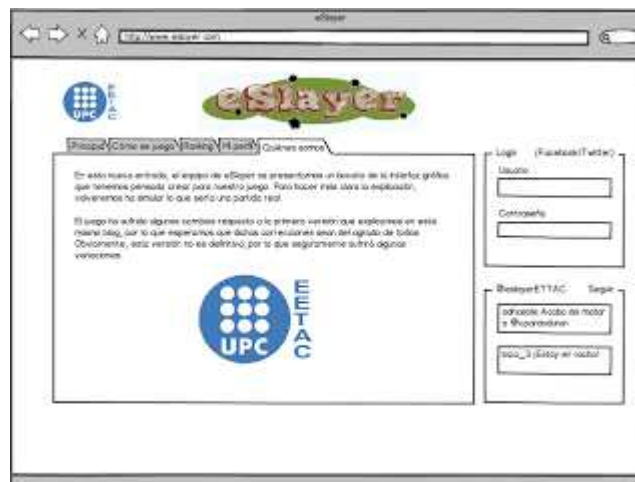 eSlayer
http://www.eslayer.com
UPC
EETAC
eSlayer
Principal Cómo se juega Ranking Mi perfil Quiénes somos
En esta nueva entrada, el equipo de eSlayer os presentamos un boceto de la interfaz gráfica
que tenemos pensada crear para nuestro juego. Para hacer más clara la explicación,
volveremos ha simular lo que sería una partida real.
El juego ha sufrido algunos cambios respecto a la primera versión que explicamos en este
mismo blog, por lo que esperamos que dichas correcciones sean del agrado de todos.
Obviamente, esta versión no es definitiva, por lo que seguramente sufrirá algunas
variaciones.
UPC
EETAC
Login (Facebook|Twitter)
Usuario
Contraseña
@eslayerETTAC Seguir
Acabo de matar
a
¡Estoy en racha!